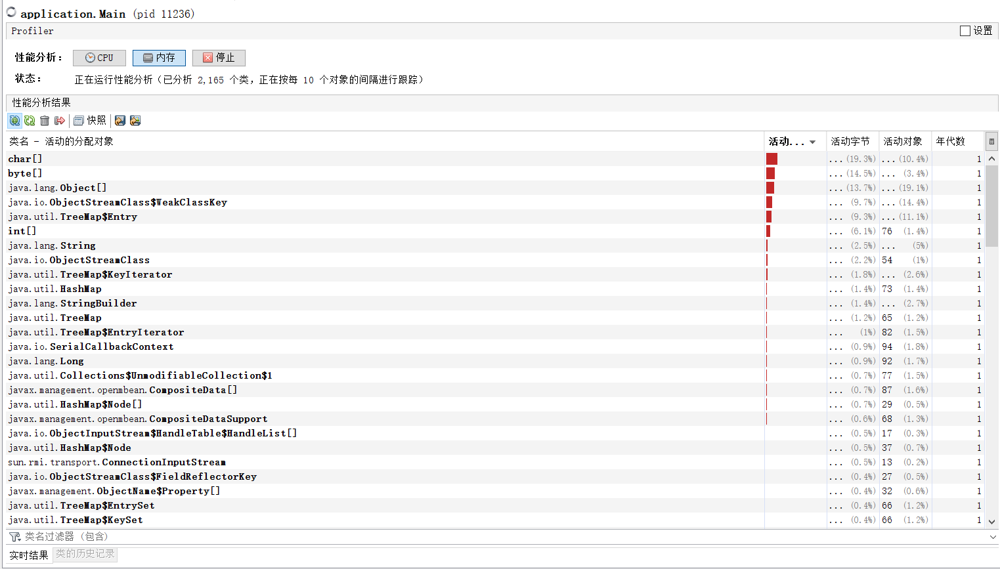 application.Main (pid 11236)
Profiler 设置
性能分析： CPU 内存 停止
状态： 正在运行性能分析（已分析 2,165 个类，正在按每 10 个对象的间隔进行跟踪）
性能分析结果
快照
类名 - 活动的分配对象 活动... 活动字节 活动对象 年代数
char[] ... (19.3%) ... (10.4%) 1
byte[] ... (14.5%) ... (3.4%) 1
java.lang.Object[] ... (13.7%) ... (19.1%) 1
java.io.ObjectStreamClass$WeakClassKey ... (9.7%) ... (14.4%) 1
java.util.TreeMap$Entry ... (9.3%) ... (11.1%) 1
int[] ... (6.1%) 76 (1.4%) 1
java.lang.String ... (2.5%) ... (5%) 1
java.io.ObjectStreamClass ... (2.2%) 54 (1%) 1
java.util.TreeMap$KeyIterator ... (1.8%) ... (2.6%) 1
java.util.HashMap ... (1.4%) 73 (1.4%) 1
java.lang.StringBuilder ... (1.4%) ... (2.7%) 1
java.util.TreeMap ... (1.2%) 65 (1.2%) 1
java.util.TreeMap$EntryIterator ... (1%) 82 (1.5%) 1
java.io.SerialCallbackContext ... (0.9%) 94 (1.8%) 1
java.lang.Long ... (0.9%) 92 (1.7%) 1
java.util.Collections$UnmodifiableCollection$1 ... (0.7%) 77 (1.5%) 1
javax.management.openmbean.CompositeData[] ... (0.7%) 87 (1.6%) 1
java.util.HashMap$Node[] ... (0.7%) 29 (0.5%) 1
javax.management.openmbean.CompositeDataSupport ... (0.6%) 68 (1.3%) 1
java.io.ObjectInputStream$HandleTable$HandleList[] ... (0.5%) 17 (0.3%) 1
java.util.HashMap$Node ... (0.5%) 37 (0.7%) 1
sun.rmi.transport.ConnectionInputStream ... (0.5%) 13 (0.2%) 1
java.io.ObjectStreamClass$FieldReflectorKey ... (0.4%) 27 (0.5%) 1
javax.management.ObjectName$Property[] ... (0.4%) 32 (0.6%) 1
java.util.TreeMap$EntrySet ... (0.4%) 66 (1.2%) 1
java.util.TreeMap$KeySet ... (0.4%) 66 (1.2%) 1
类名过滤器 （包含）
实时结果 类的历史记录